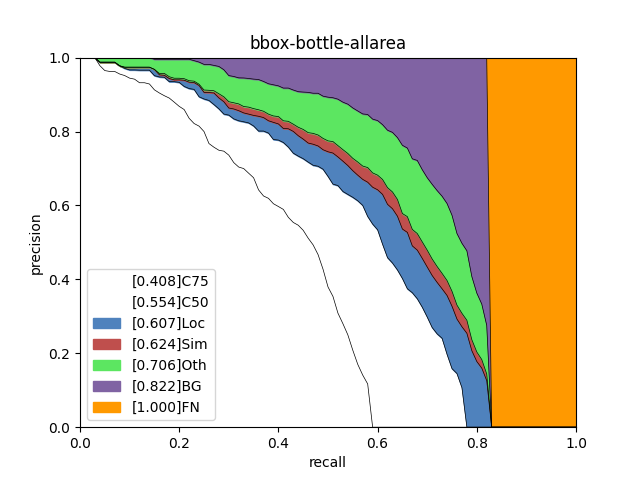 bbox-bottle-allarea
1.0
0.8
0.6
0.4
0.2
0.0
precision
[0.408]C75
[0.554]C50
[0.607]Loc
[0.624]Sim
[0.706]Oth
[0.822]BG
[1.000]FN
0.0 0.2 0.4 0.6 0.8 1.0
recall